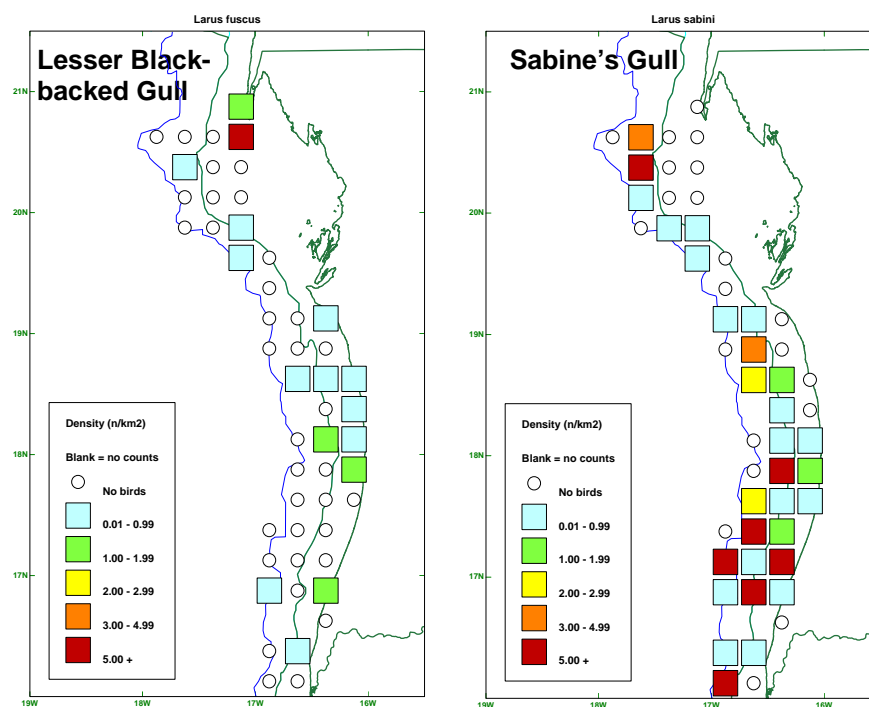 Larus fuscus
Lesser Black-
backed Gull
21N
20N
19N
18N
17N
Density (n/km2)
Blank = no counts
No birds
0.01 - 0.99
1.00 - 1.99
2.00 - 2.99
3.00 - 4.99
5.00 +
19W
18W
17W
16W
Larus sabini
Sabine's Gull
21N
20N
19N
18N
17N
Density (n/km2)
Blank = no counts
No birds
0.01 - 0.99
1.00 - 1.99
2.00 - 2.99
3.00 - 4.99
5.00 +
19W
18W
17W
16W